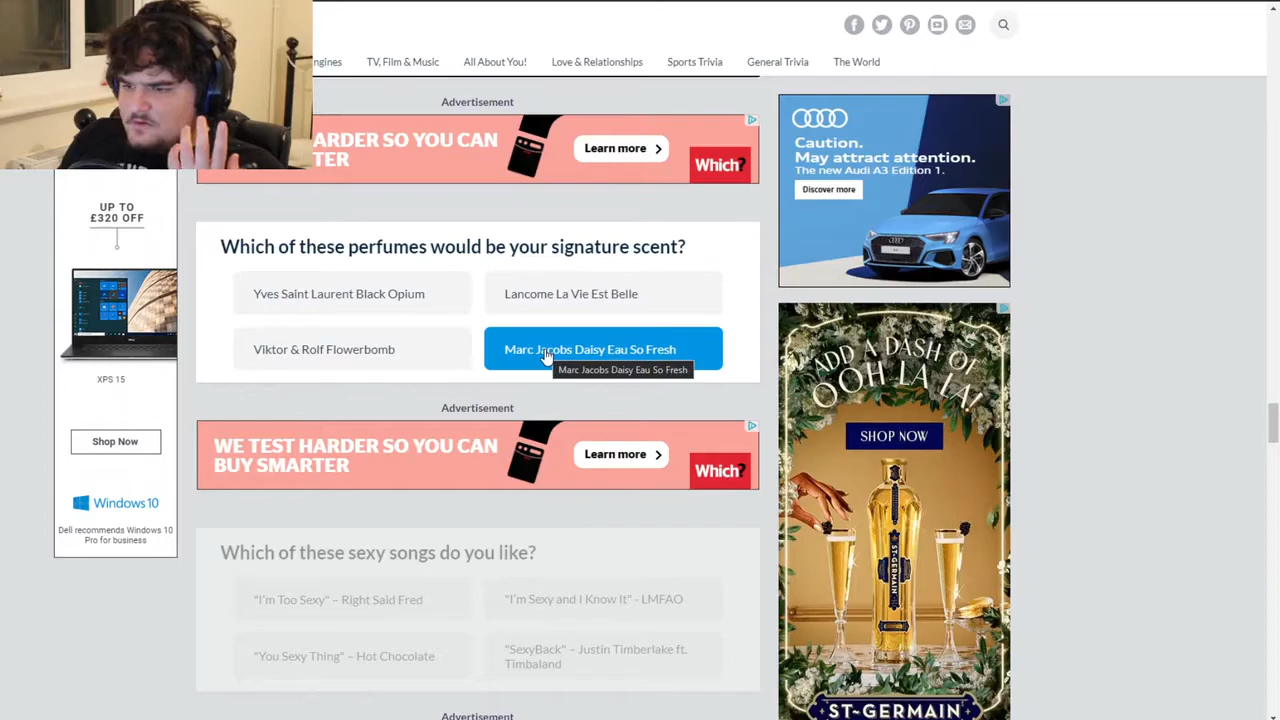 ngines
TV, Film & Music
All About You!
Love & Relationships
Sports Trivia
General Trivia
The World
Advertisement
ARDER SO YOU CAN
TER
Learn more
Which?
UP TO
£320 OFF
XPS 15
Shop Now
Windows 10
Dell recommends Windows 10
Pro for business
Which of these perfumes would be your signature scent?
Yves Saint Laurent Black Opium
Lancome La Vie Est Belle
Viktor & Rolf Flowerbomb
Marc Jacobs Daisy Eau So Fresh
Marc Jacobs Daisy Eau So Fresh
Advertisement
WE TEST HARDER SO YOU CAN
BUY SMARTER
Learn more
Which?
Which of these sexy songs do you like?
"I'm Too Sexy" – Right Said Fred
"I'm Sexy and I Know It" - LMFAO
"You Sexy Thing" – Hot Chocolate
"SexyBack" – Justin Timberlake ft.
Timbaland
Advertisement
Caution.
May attract attention.
The new Audi A3 Edition 1.
Discover more
ADD A DASH OF
OOH LA LA!
SHOP NOW
ST-GERMAIN
ST~GERMAIN